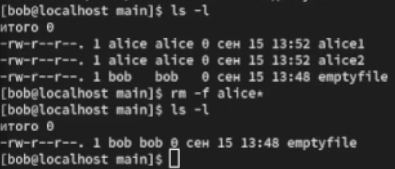 [bob@localhost main]$ ls -l
итого 0
-rw-r--r--. 1 alice alice 0 сен 15 13:52 alice1
-rw-r--r--. 1 alice alice 0 сен 15 13:52 alice2
-rw-r--r--. 1 bob   bob   0 сен 15 13:48 emptyfile
[bob@localhost main]$ rm -f alice*
[bob@localhost main]$ ls -l
итого 0
-rw-r--r--. 1 bob bob 0 сен 15 13:48 emptyfile
[bob@localhost main]$